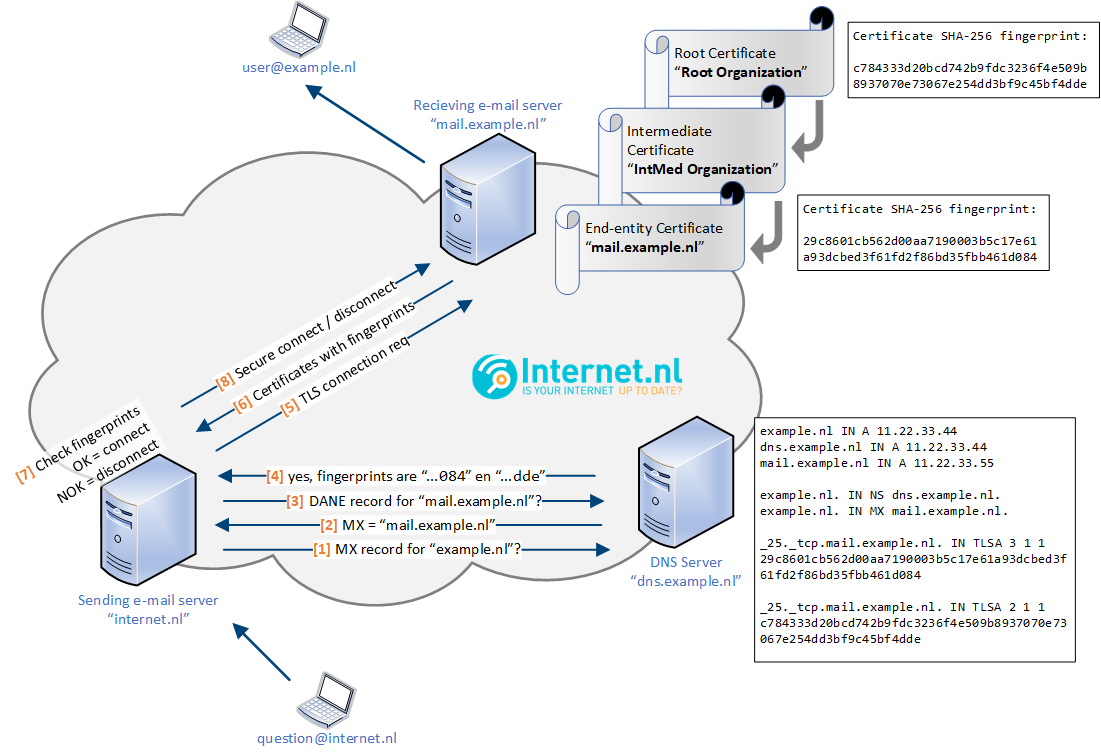 user@example.nl
Recieving e-mail server
“mail.example.nl”
Root Certificate
“Root Organization”
Certificate SHA-256 fingerprint:
c784333d20bcd742b9fdc3236f4e509b
8937070e73067e254dd3bf9c45bf4dde
Intermediate
Certificate
“IntMed Organization”
End-entity Certificate
“mail.example.nl”
Certificate SHA-256 fingerprint:
29c8601cb562d00aa7190003b5c17e61
a93dcbed3f61fd2f86bd35fbb461d084
[8] Secure connect / disconnect
[6] Certificates with fingerprints
[5] TLS connection req
Internet.nl
IS YOUR INTERNET UP TO DATE?
[7] Check fingerprints
OK = connect
NOK = disconnect
[4] yes, fingerprints are “...084” en “...dde”
[3] DANE record for “mail.example.nl”?
[2] MX = “mail.example.nl”
[1] MX record for “example.nl”?
DNS Server
“dns.example.nl”
example.nl IN A 11.22.33.44
dns.example.nl IN A 11.22.33.44
mail.example.nl IN A 11.22.33.55
example.nl. IN NS dns.example.nl.
example.nl. IN MX mail.example.nl.
_25._tcp.mail.example.nl. IN TLSA 3 1 1
29c8601cb562d00aa7190003b5c17e61a93dcbed3f
61fd2f86bd35fbb461d084
_25._tcp.mail.example.nl. IN TLSA 2 1 1
c784333d20bcd742b9fdc3236f4e509b8937070e73
067e254dd3bf9c45bf4dde
Sending e-mail server
“internet.nl”
question@internet.nl